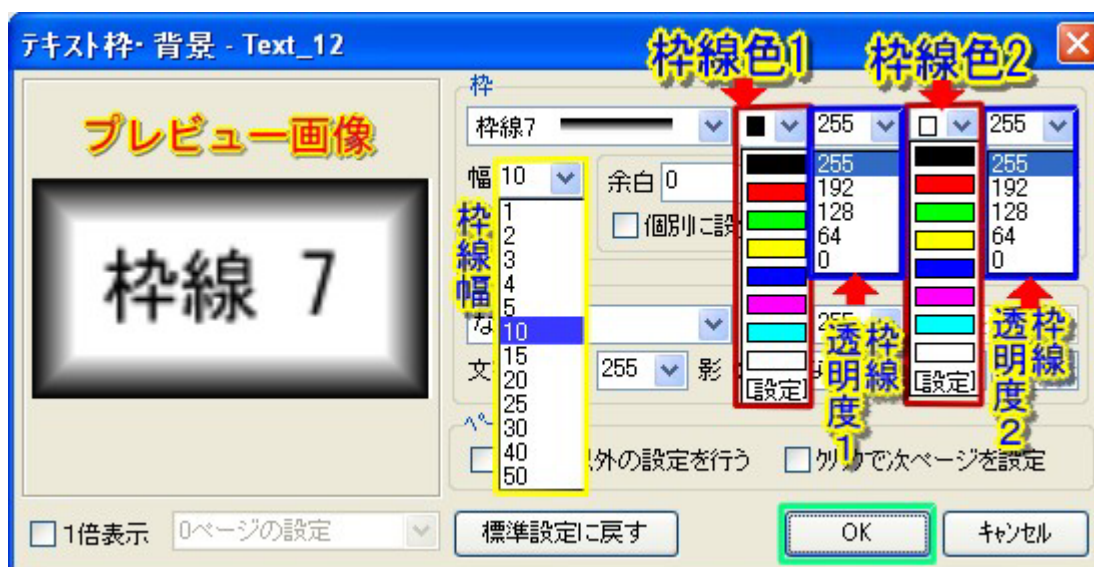 テキスト枠・背景 - Text_12
枠線色1
枠線色2
枠
プレビュー画像
枠線7
255
255
幅 10
余白 0
255
192
128
64
0
255
192
128
64
0
個別に設
枠線幅
1
2
3
4
5
10
15
20
25
30
40
50
枠線 7
な
255
文
255
影
[設定]
[設定]
枠線透明度1
枠線透明度2
外の設定を行う
クリックで次ページを設定
1倍表示
0ページの設定
標準設定に戻す
OK
キャンセル